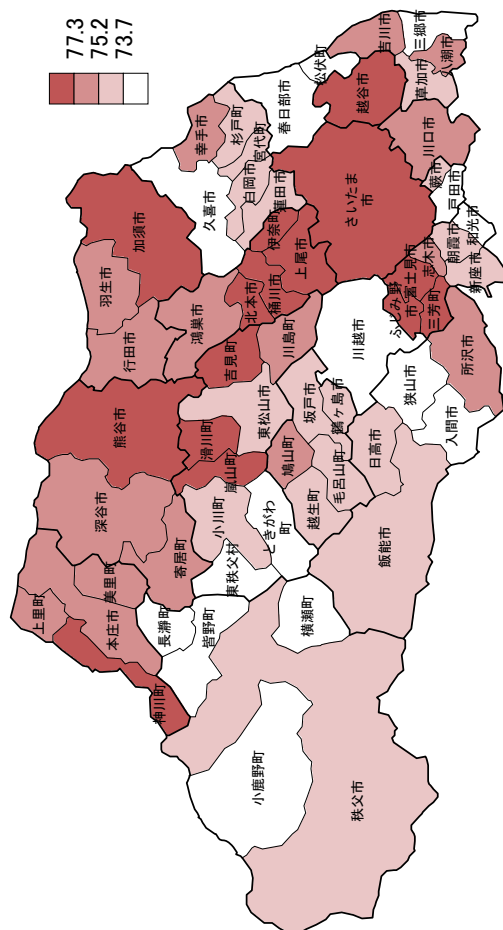 77.3
75.2
73.7
三郷市
吉川市
潮市
松伏町
草加市
越谷市
春日部市
杉戸町
幸手市
宮代町
川口市
白岡市
蕨市
久喜市
蓮田市
戸田市
さいたま
市
伊奈町
加須市
上尾市
和光市
朝霞市
志木市
新座市
富士見市
ふじみ野
市
三芳町
桶川市
北本市
羽生市
鴻巣市
川島町
川越市
行田市
吉見町
所沢市
狭山市
東松山市
坂戸市
鶴ヶ島市
入間市
熊谷市
滑川町
日高市
鳩山町
嵐山町
毛呂山町
小川町
越生町
ときがわ
町
深谷市
飯能市
寄居町
東秩父村
美里町
上里町
本庄市
長瀞町
皆野町
横瀬町
神川町
小鹿野町
秩父市